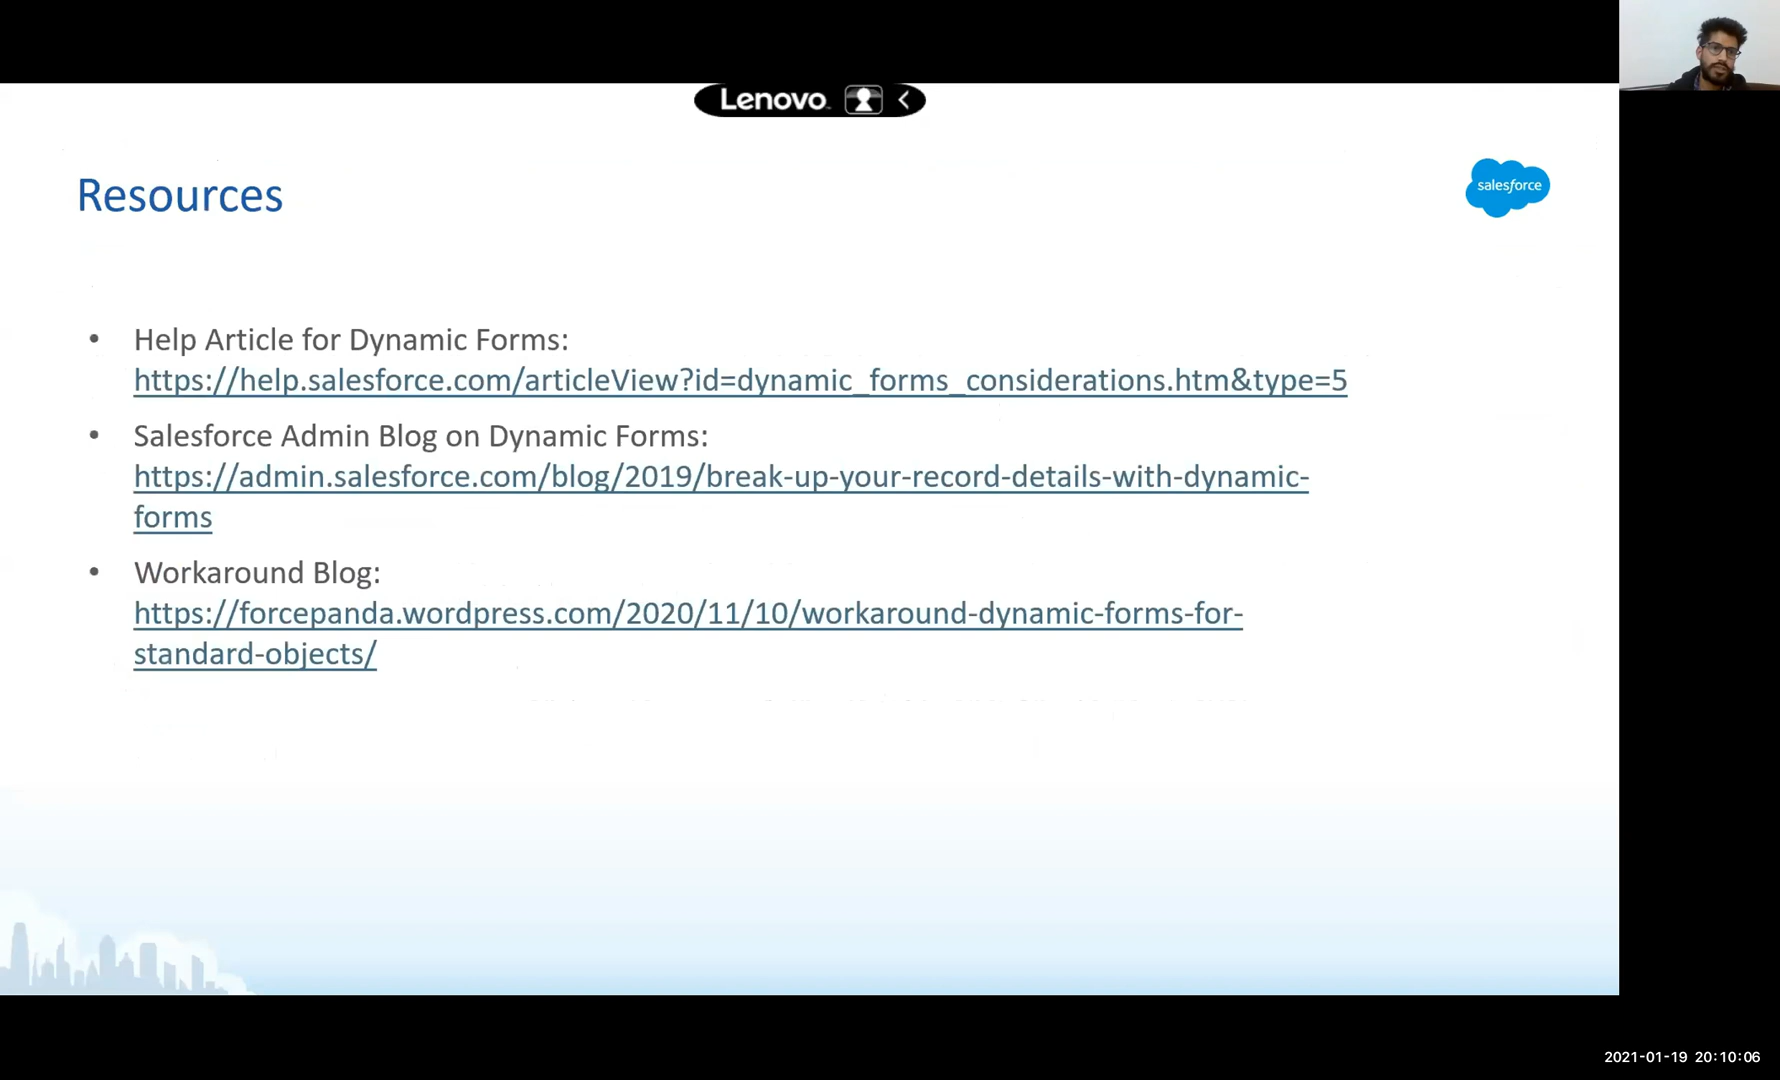 Lenovo
Resources
salesforce
• Help Article for Dynamic Forms:
https://help.salesforce.com/articleView?id=dynamic_forms_considerations.htm&type=5
• Salesforce Admin Blog on Dynamic Forms:
https://admin.salesforce.com/blog/2019/break-up-your-record-details-with-dynamic-
forms
• Workaround Blog:
https://forcepanda.wordpress.com/2020/11/10/workaround-dynamic-forms-for-
standard-objects/
2021-01-19 20:10:06